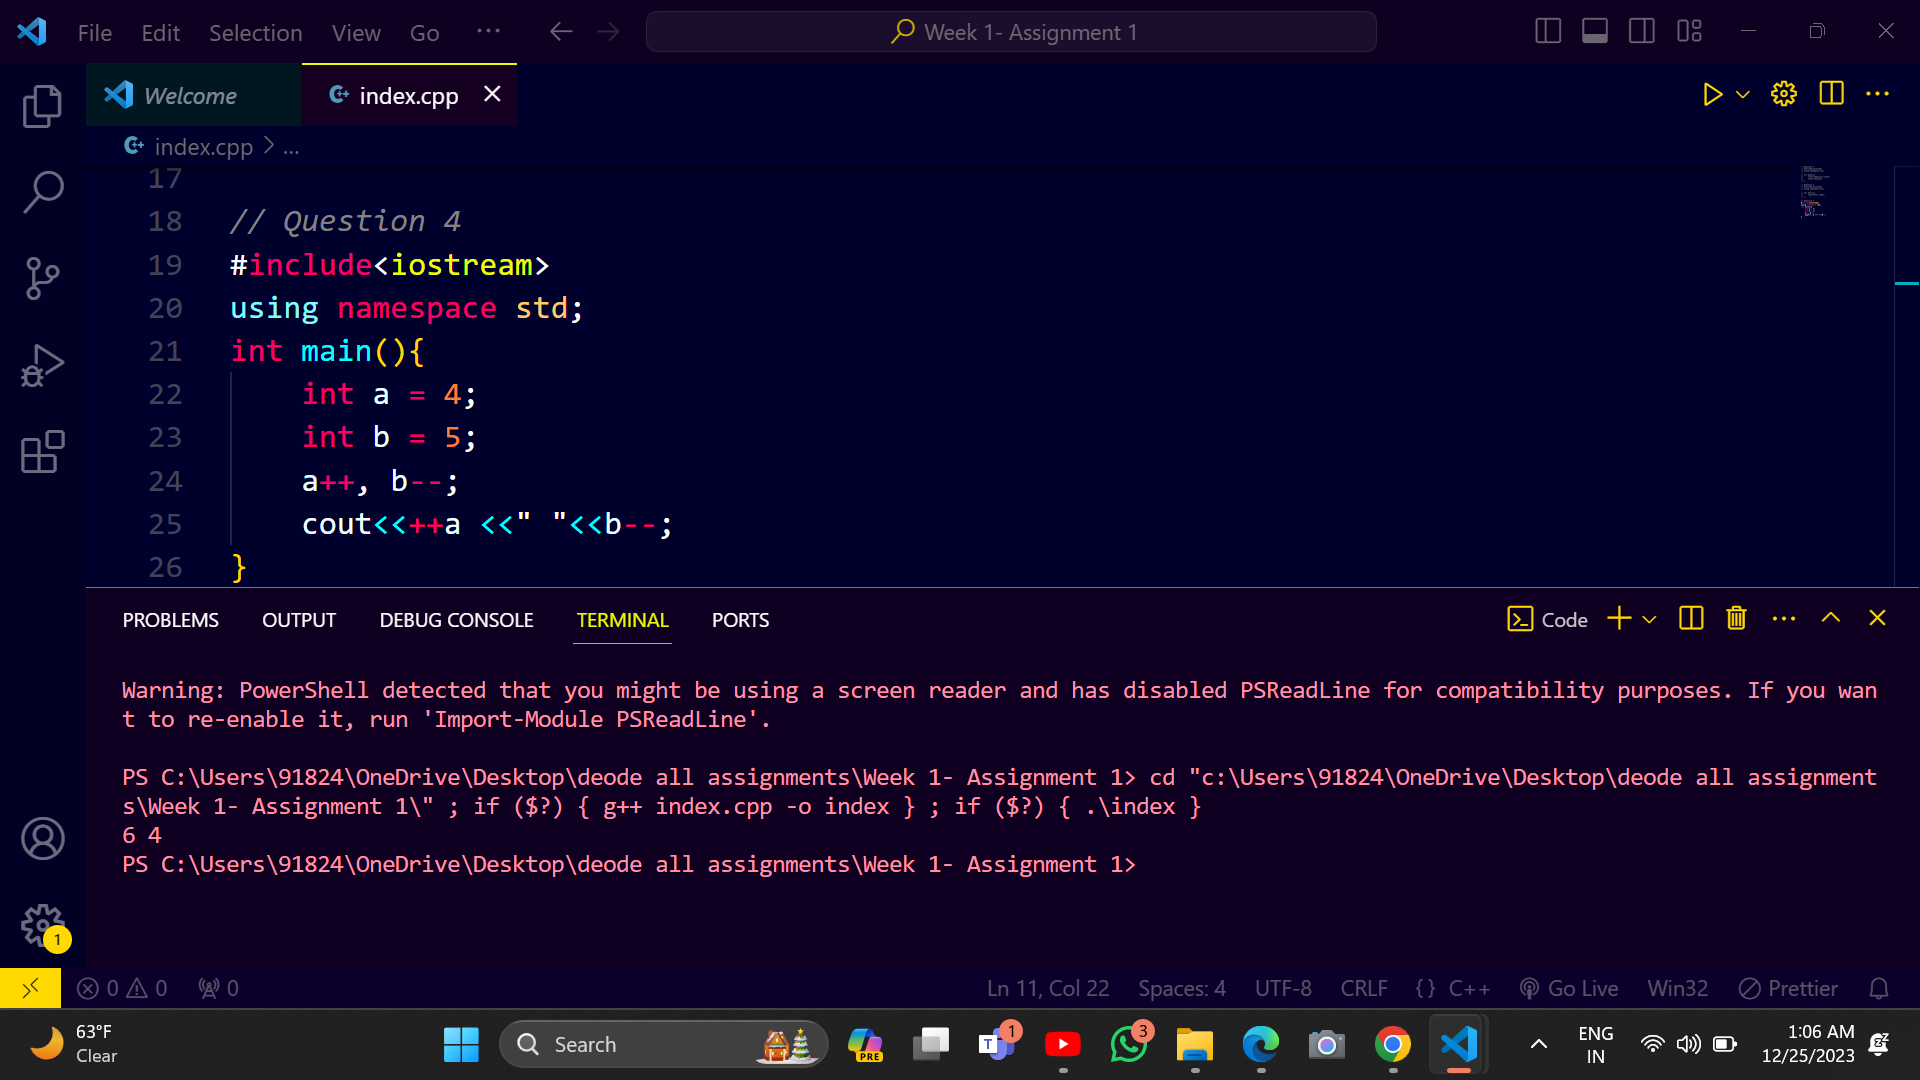 File Edit Selection View Go ···
Week 1- Assignment 1
Welcome
index.cpp
index.cpp > ...
17
18 // Question 4
19 #include<iostream>
20 using namespace std;
21 int main(){
22 int a = 4;
23 int b = 5;
24 a++, b--;
25 cout<<++a <<" "<<b--;
26 }
PROBLEMS OUTPUT DEBUG CONSOLE TERMINAL PORTS
Code
Warning: PowerShell detected that you might be using a screen reader and has disabled PSReadLine for compatibility purposes. If you wan
t to re-enable it, run 'Import-Module PSReadLine'.
PS C:\Users\91824\OneDrive\Desktop\deode all assignments\Week 1- Assignment 1> cd "c:\Users\91824\OneDrive\Desktop\deode all assignment
s\Week 1- Assignment 1\" ; if ($?) { g++ index.cpp -o index } ; if ($?) { .\index }
6 4
PS C:\Users\91824\OneDrive\Desktop\deode all assignments\Week 1- Assignment 1>
1
0 0 0 Ln 11, Col 22 Spaces: 4 UTF-8 CRLF {} C++ Go Live Win32 Prettier
63°F
Clear
Search
PRE
T
1
3
ENG
IN
1:06 AM
12/25/2023